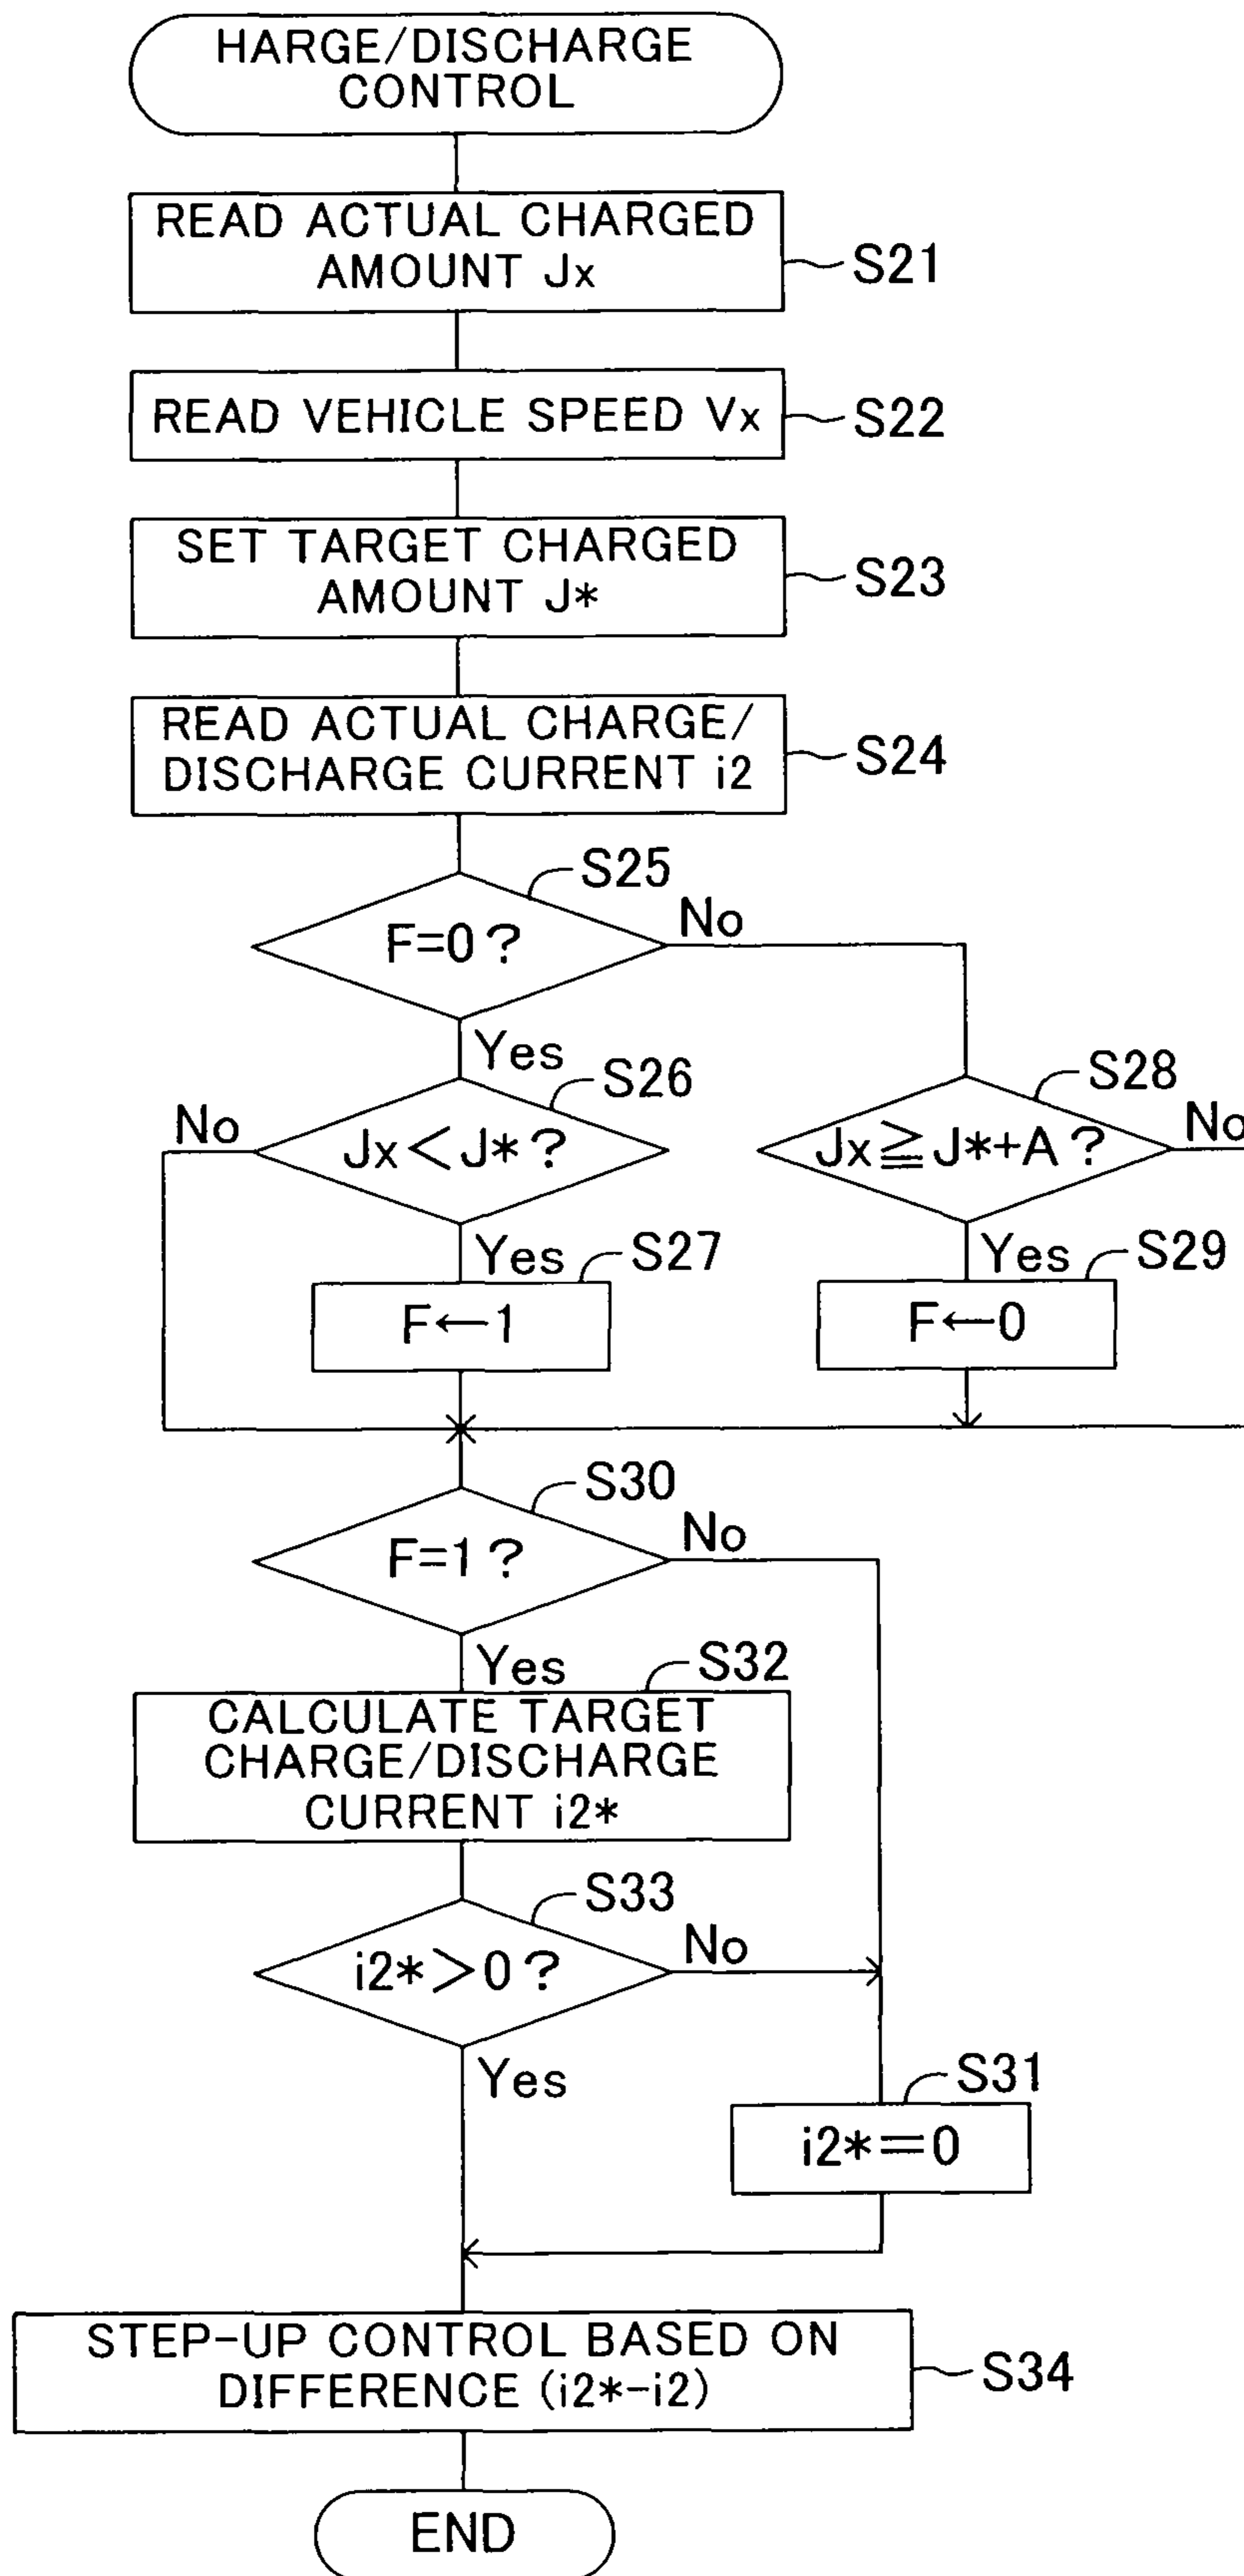 HARGE/DISCHARGE
CONTROL
READ ACTUAL CHARGED
AMOUNT Jx
S21
READ VEHICLE SPEED Vx
S22
SET TARGET CHARGED
AMOUNT J*
S23
READ ACTUAL CHARGE/
DISCHARGE CURRENT i2
S24
S25
F=0?
No
Yes
S26
No
Jx<J*?
Yes
S27
F←1
S28
Jx≧J*+A?
No
Yes
S29
F←0
S30
F=1?
No
Yes
S32
CALCULATE TARGET
CHARGE/DISCHARGE
CURRENT i2*
S33
i2*>0?
No
Yes
S31
i2*=0
STEP-UP CONTROL BASED ON
DIFFERENCE (i2*-i2)
S34
END